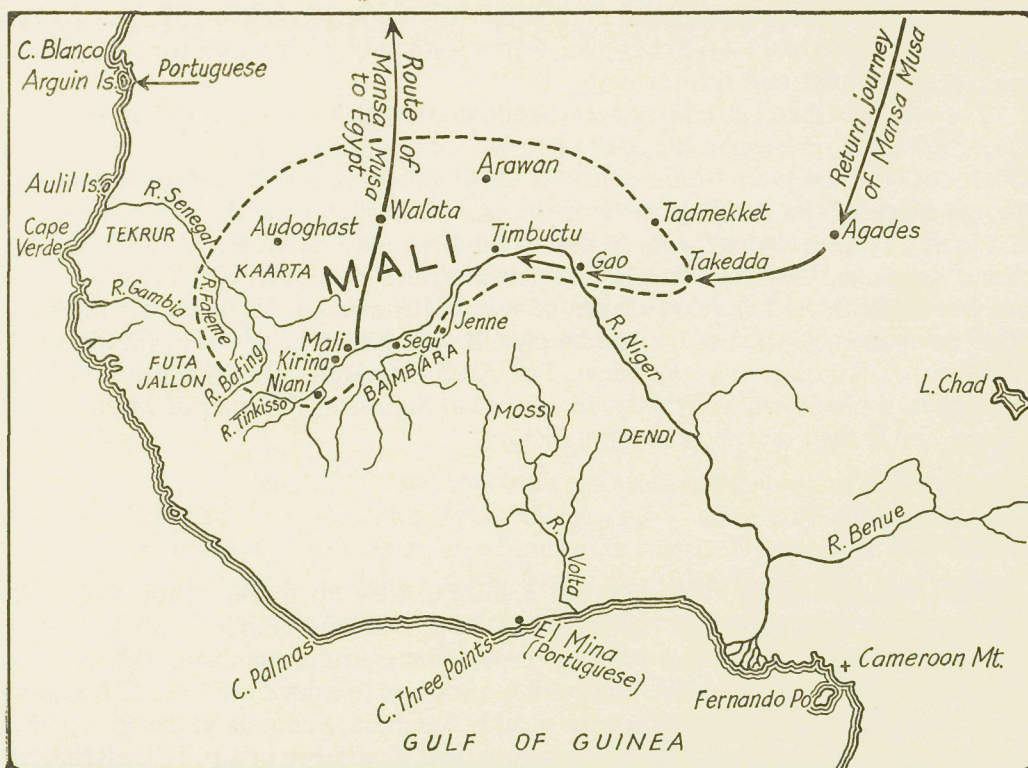 C. Blanco
Arguin Is.
Portuguese
Route of
Mansa Musa
to Egypt
Return journey
of Mansa Musa
Aulil Is.
R. Senegal
Arawan
Cape
Verde
TEKRUR
Audoghast
Walata
Tadmekket
Agades
KAARTA
MALI
Timbuctu
Gao
Takedda
R. Gambia
R. Faleme
FUTA
JALLON
R. Bafing
Mali
Kirina
Niani
R. Tinkisso
Segu
Jenne
BAMBARA
R. Niger
MOSSI
DENDI
L. Chad
R. Benue
R. Volta
C. Palmas
C. Three Points
El Mina
(Portuguese)
Cameroon Mt.
Fernando Po
GULF OF GUINEA